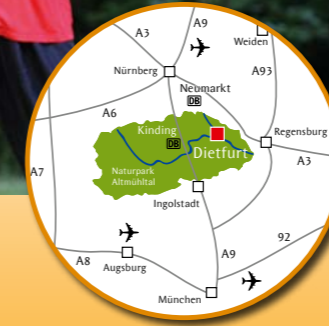 A9
A3
Weiden
Nürnberg
A93
Neumarkt
DB
A6
Kinding
DB
Regensburg
Dietfurt
A3
A7
Naturpark
Altmühltal
Ingolstadt
92
A9
A8
Augsburg
München